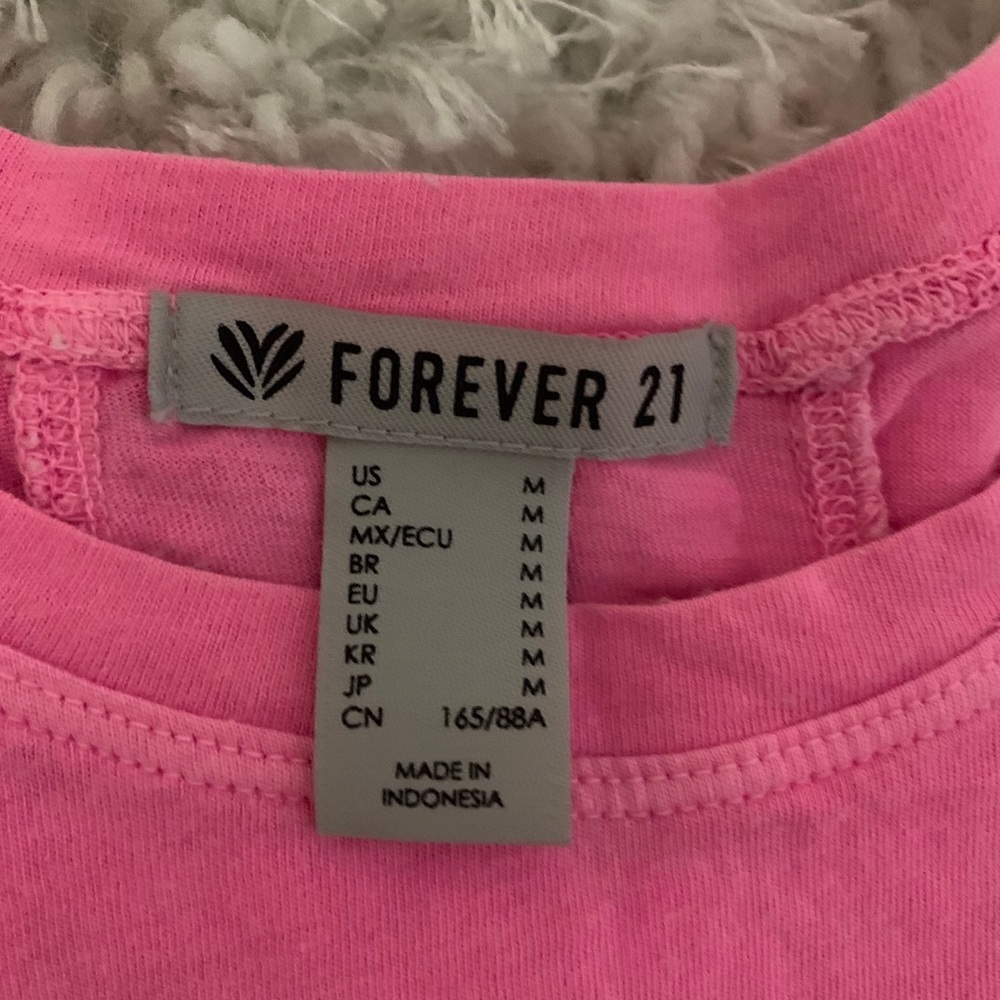 FOREVER 21
US M
CA M
MX/ECU M
BR M
EU M
UK M
KR M
JP M
CN 165/88A
MADE IN
INDONESIA